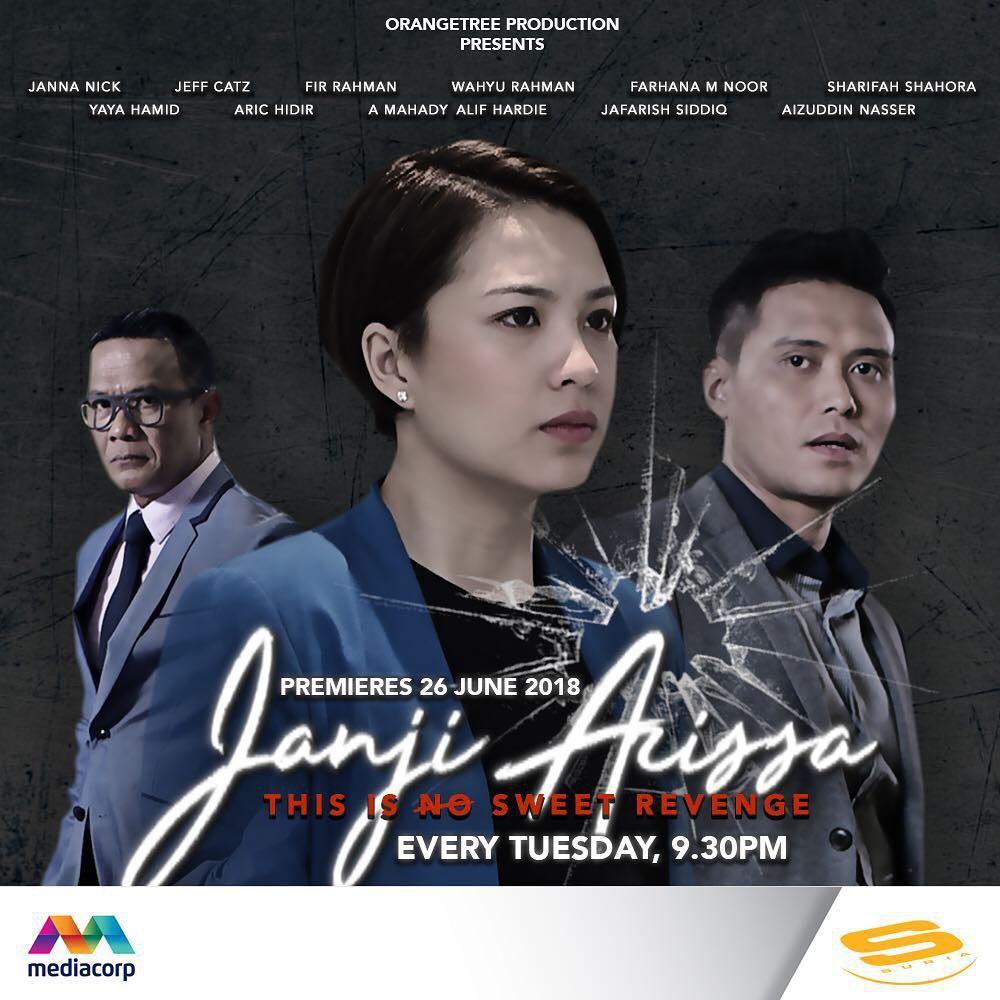 ORANGETREE PRODUCTION
PRESENTS
JANNA NICK JEFF CATZ FIR RAHMAN WAHYU RAHMAN FARHANA M NOOR SHARIFAH SHAHORA
YAYA HAMID ARIC HIDIR A MAHADY ALIF HARDIE JAFARISH SIDDIQ AIZUDDIN NASSER
PREMIERES 26 JUNE 2018
Janji Arissa
THIS IS NO SWEET REVENGE
EVERY TUESDAY, 9.30PM
mediacorp
SURIA